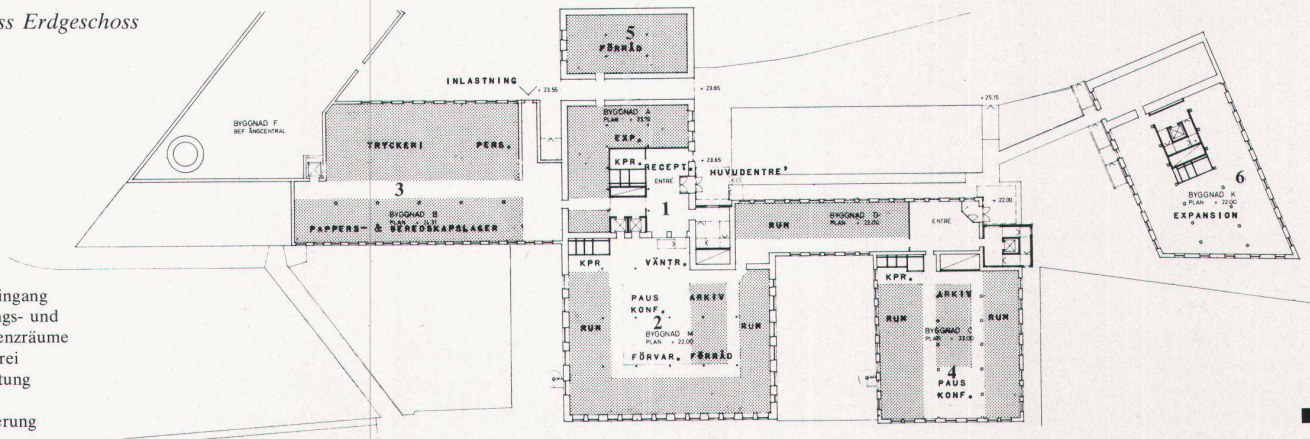 ss Erdgeschoss
5
FÖRRÅD
INLASTNING
+ 23.55
+ 23.65
+ 25.15
BYGGNAD F
BEF ÅNGCENTRAL
BYGGNAD A
PLAN + 23.70
EXP.
TRYCKERI PERS.
KPR.
RECEPT.
ENTRÉ
+ 23.65
HUVUDENTRE'
3
1
BYGGNAD B
PAPPERS- & BEREDSKAPSLAGER
RUM
BYGGNAD D
PLAN + 22.00
ENTRÉ
+ 22.00
6
BYGGNAD K
PLAN + 22.00
EXPANSION
KPR
VÄNTR.
KPR.
PAUS
KONF.
ARKIV
RUM
2
RUM
BYGGNAD M
PLAN + 22.00
FÖRVAR.
FÖRRÅD
ARKIV
RUM
RUM
BYGGNAD C
PLAN + 22.00
4
PAUS
KONF.
ingang
ngs- und
enzräume
rei
tung
erung